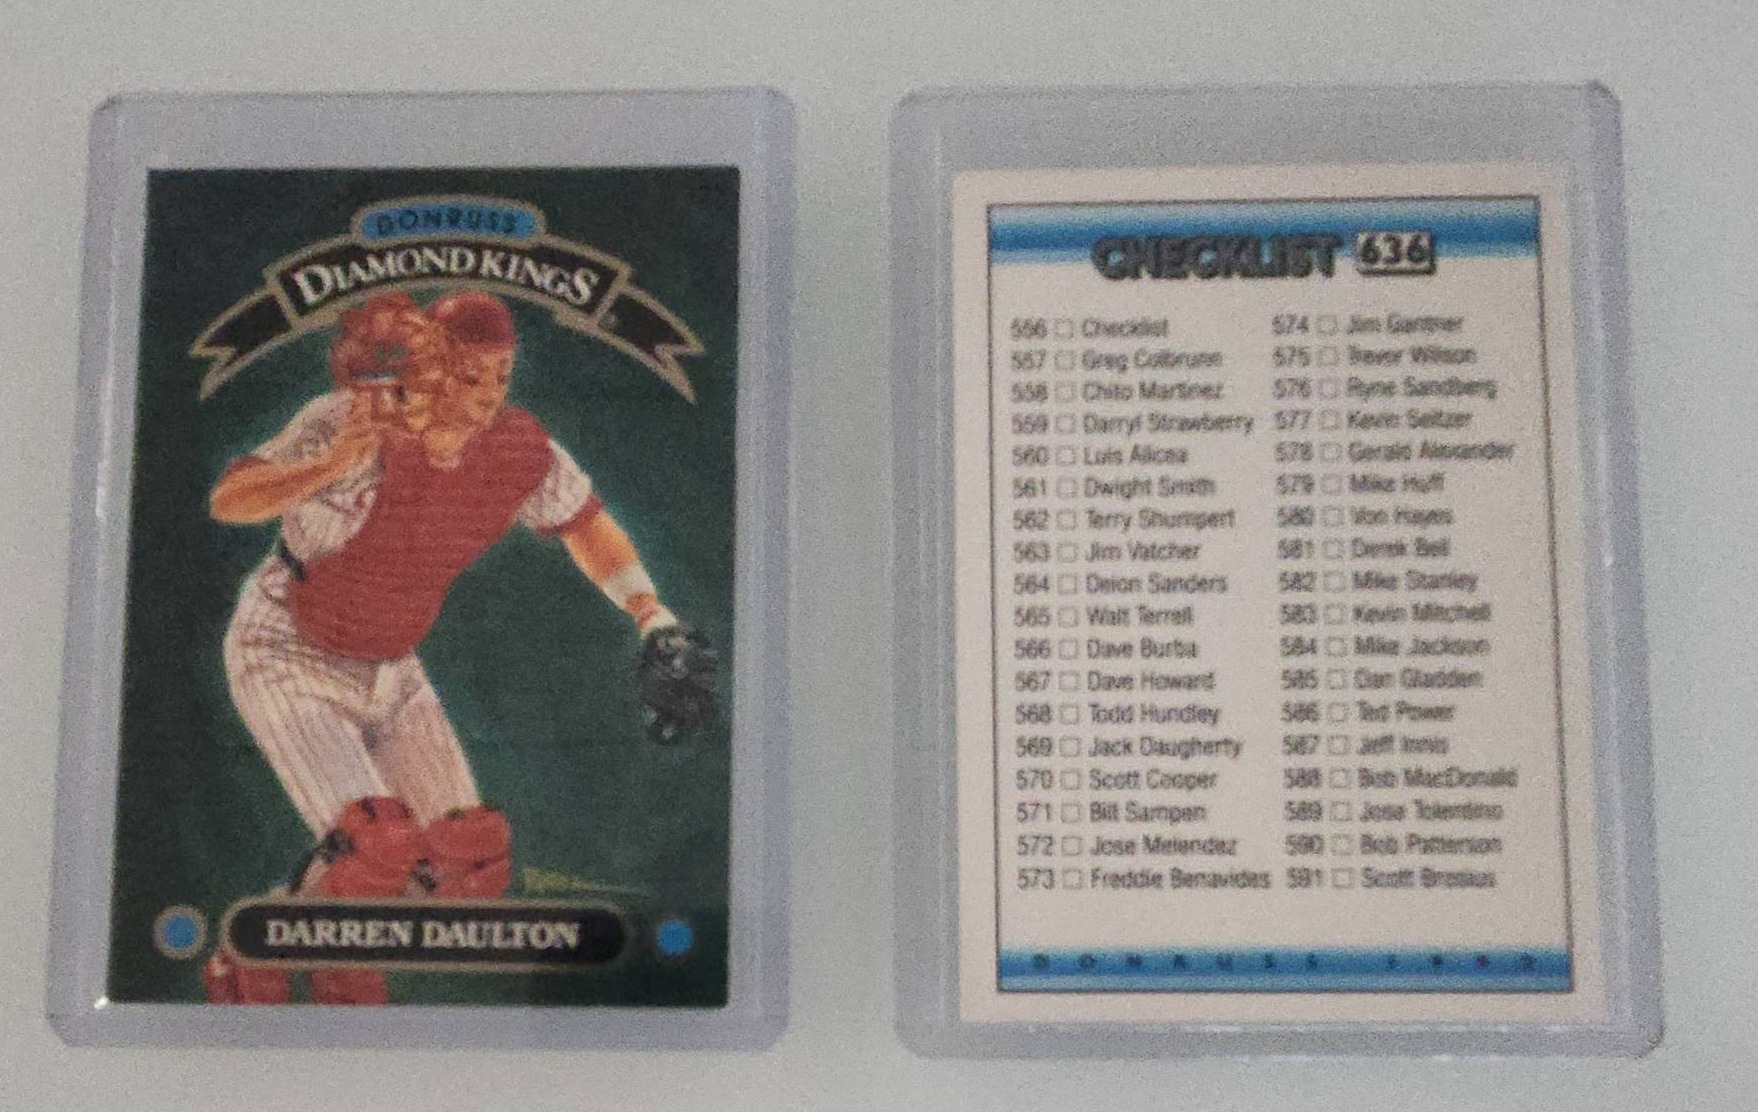 DONRUSS
DIAMOND KINGS
DARREN DAULTON
CHECKLIST 636
556 Checklist
557 Greg Colbrunn
558 Chito Martinez
559 Darryl Strawberry
560 Luis Alicea
561 Dwight Smith
562 Terry Shumpert
563 Jim Vatcher
564 Deion Sanders
565 Walt Terrell
566 Dave Burba
567 Dave Howard
568 Todd Hundley
569 Jack Daugherty
570 Scott Cooper
571 Bill Sampen
572 Jose Melendez
573 Freddie Benavides
574 Jim Gantner
575 Trevor Wilson
576 Ryne Sandberg
577 Kevin Seitzer
578 Gerald Alexander
579 Mike Huff
580 Von Hayes
581 Derek Bell
582 Mike Stanley
583 Kevin Mitchell
584 Mike Jackson
585 Dan Gladden
586 Ted Power
587 Jeff Innis
588 Bob MacDonald
589 Jose Tolentino
590 Bob Patterson
591 Scott Brosius
DONRUSS 1992